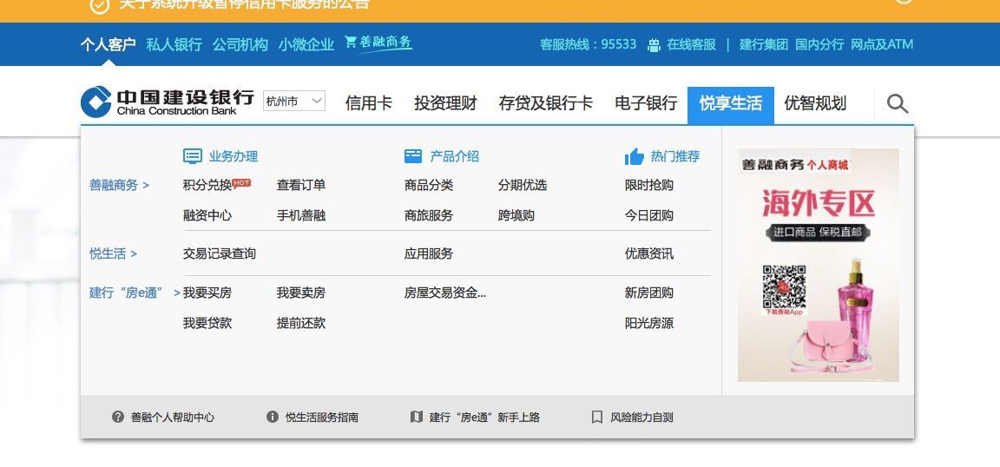 关于系统升级暂停信用卡服务的公告
个人客户 私人银行 公司机构 小微企业 善融商务 客服热线：95533 在线客服 | 建行集团 国内分行 网点及ATM
中国建设银行
China Construction Bank
杭州市 信用卡 投资理财 存贷及银行卡 电子银行 悦享生活 优智规划
业务办理 产品介绍 热门推荐
善融商务 > 积分兑换 HOT 查看订单 商品分类 分期优选 限时抢购
融资中心 手机善融 商旅服务 跨境购 今日团购
悦生活 > 交易记录查询 应用服务 优惠资讯
建行“房e通” > 我要买房 我要卖房 房屋交易资金... 新房团购
我要贷款 提前还款 阳光房源
善融商务 个人商城
海外专区
进口商品 保税直邮
下载善融App
善融个人帮助中心 悦生活服务指南 建行“房e通”新手上路 风险能力自测